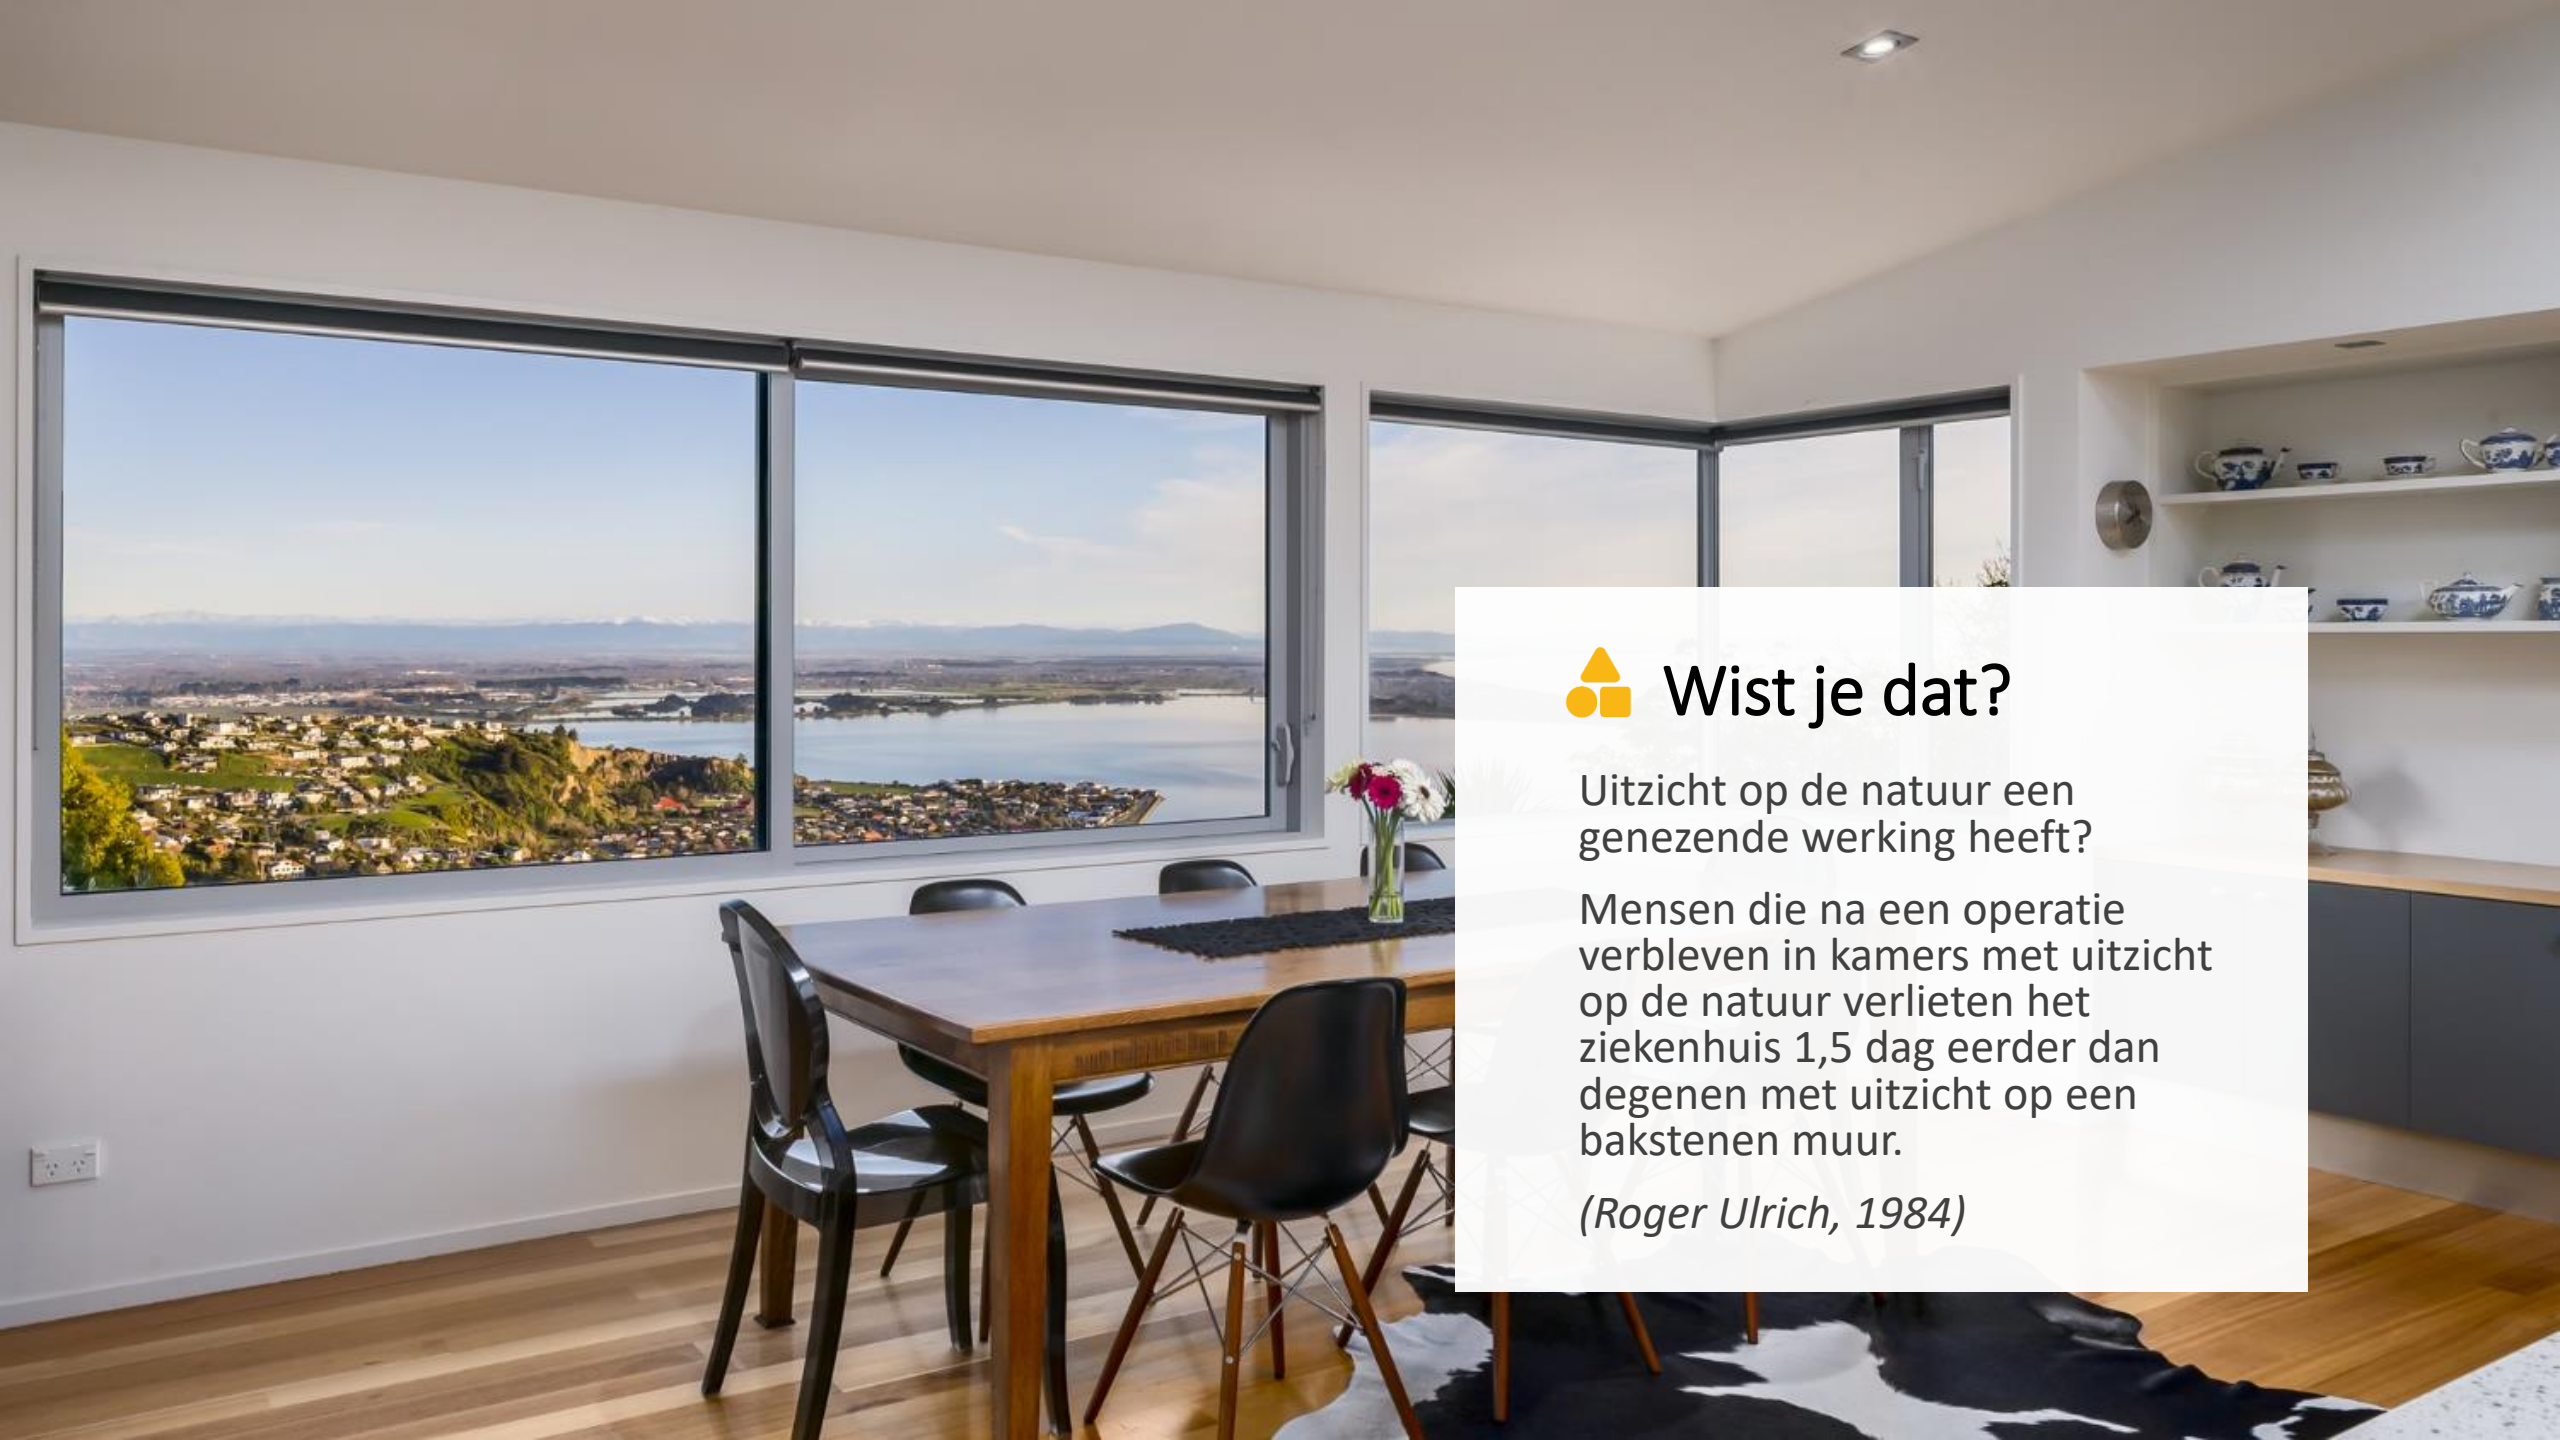 Wist je dat?
Uitzicht op de natuur een
genezende werking heeft?
Mensen die na een operatie
verbleven in kamers met uitzicht
op de natuur verlieten het
ziekenhuis 1,5 dag eerder dan
degenen met uitzicht op een
bakstenen muur.
(Roger Ulrich, 1984)